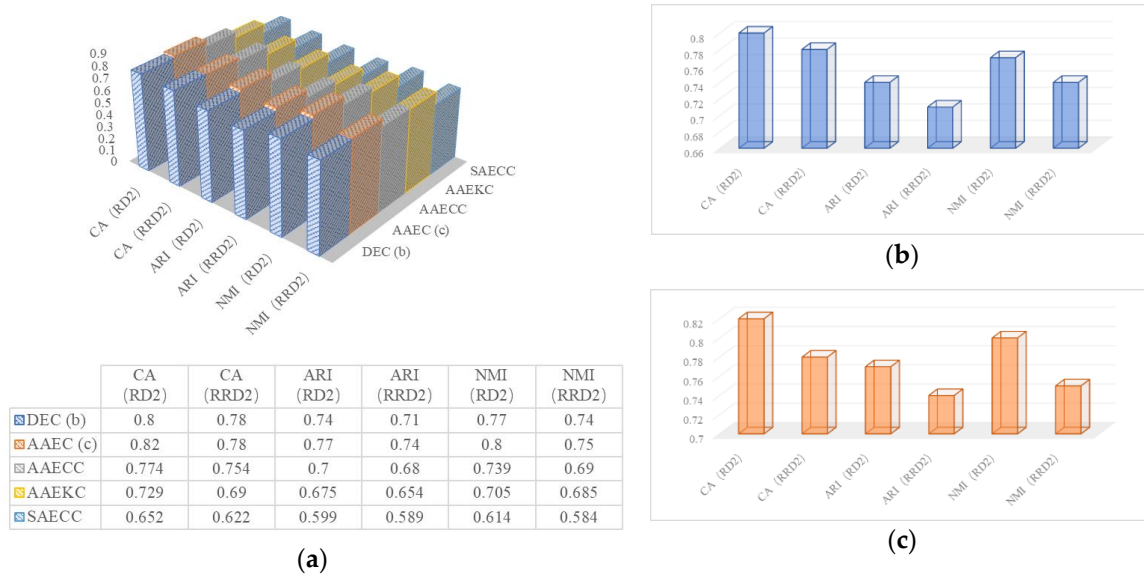 0.9
0.8
0.7
0.6
0.5
0.4
0.3
0.2
0.1
0
CA (RD2)
CA (RRD2)
ARI (RD2)
ARI (RRD2)
NMI (RD2)
NMI (RRD2)
SAECC
AAEKC
AAECC
AAEC (c)
DEC (b)
CA (RD2) CA (RRD2) ARI (RD2) ARI (RRD2) NMI (RD2) NMI (RRD2)
DEC (b) 0.8 0.78 0.74 0.71 0.77 0.74
AAEC (c) 0.82 0.78 0.77 0.74 0.8 0.75
AAECC 0.774 0.754 0.7 0.68 0.739 0.69
AAEKC 0.729 0.69 0.675 0.654 0.705 0.685
SAECC 0.652 0.622 0.599 0.589 0.614 0.584
(a)
0.8
0.78
0.76
0.74
0.72
0.7
0.68
0.66
CA (RD2)
CA (RRD2)
ARI (RD2)
ARI (RRD2)
NMI (RD2)
NMI (RRD2)
(b)
0.82
0.8
0.78
0.76
0.74
0.72
0.7
CA (RD2)
CA (RRD2)
ARI (RD2)
ARI (RRD2)
NMI (RD2)
NMI (RRD2)
(c)